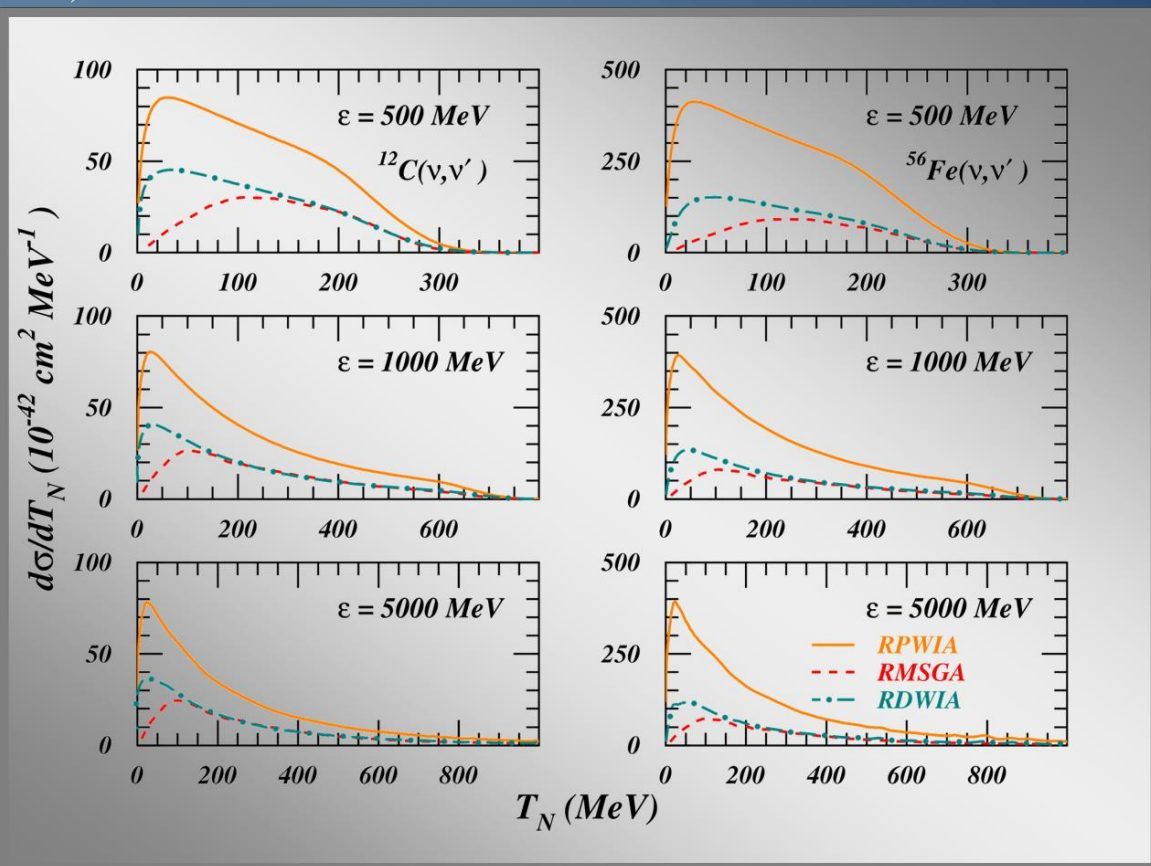 100
50
0
ε = 500 MeV
¹²C(ν,ν′ )
0 100 200 300
500
250
0
ε = 500 MeV
⁵⁶Fe(ν,ν′ )
0 100 200 300
100
50
0
ε = 1000 MeV
0 200 400 600
500
250
0
ε = 1000 MeV
0 200 400 600
100
50
0
ε = 5000 MeV
0 200 400 600 800
500
250
0
ε = 5000 MeV
RPWIA
RMSGA
RDWIA
0 200 400 600 800
dσ/dT_N (10⁻⁴² cm² MeV⁻¹ )
T_N (MeV)